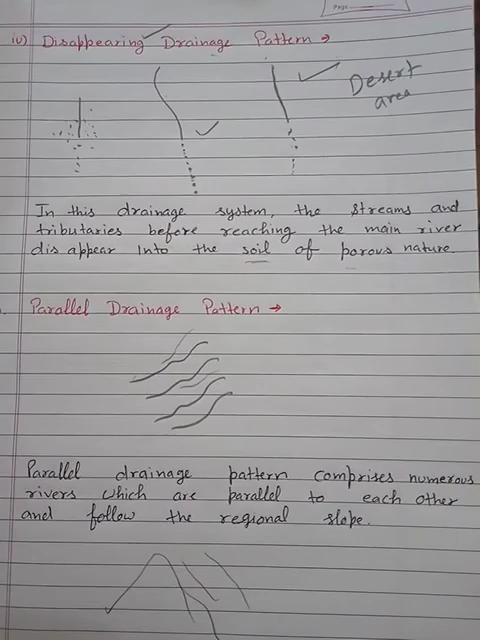 Page
iv) Disappearing Drainage Pattern →
Desert
area
In this drainage system, the streams and
tributaries before reaching the main river
disappear into the soil of porous nature.
Parallel Drainage Pattern →
Parallel drainage pattern comprises numerous
rivers which are parallel to each other
and follow the regional slope.